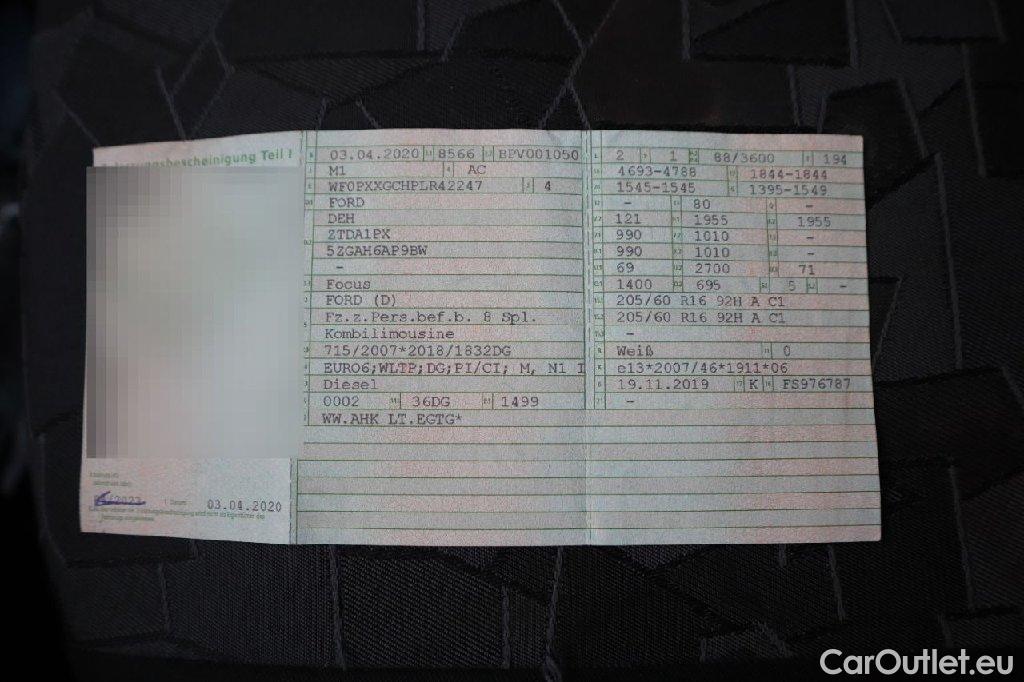 lassungsbescheinigung Teil I
03.04.2020 8566 BPV001050
M1 AC
WF0PXXGCHPLR42247 4
FORD
DEH
ZTDA1PX
5ZGAH6AP9BW
-
Focus
FORD (D)
Fz.z.Pers.bef.b. 8 Spl.
Kombilimousine
715/2007*2018/1832DG
EURO6;WLTP;DG;PI/CI; M, N1 I
Diesel
0002 36DG 1499
WW.AHK LT.EGTG*
2 1 88/3600 194
4693-4788 1844-1844
1545-1545 1395-1549
- 80 -
121 1955 1955
990 1010 -
990 1010 -
69 2700 71
1400 695 5 -
205/60 R16 92H A C1
205/60 R16 92H A C1
-
Weiß 0
e13*2007/46*1911*06
19.11.2019 K FS976787
-
03.04.2020
CarOutlet.eu